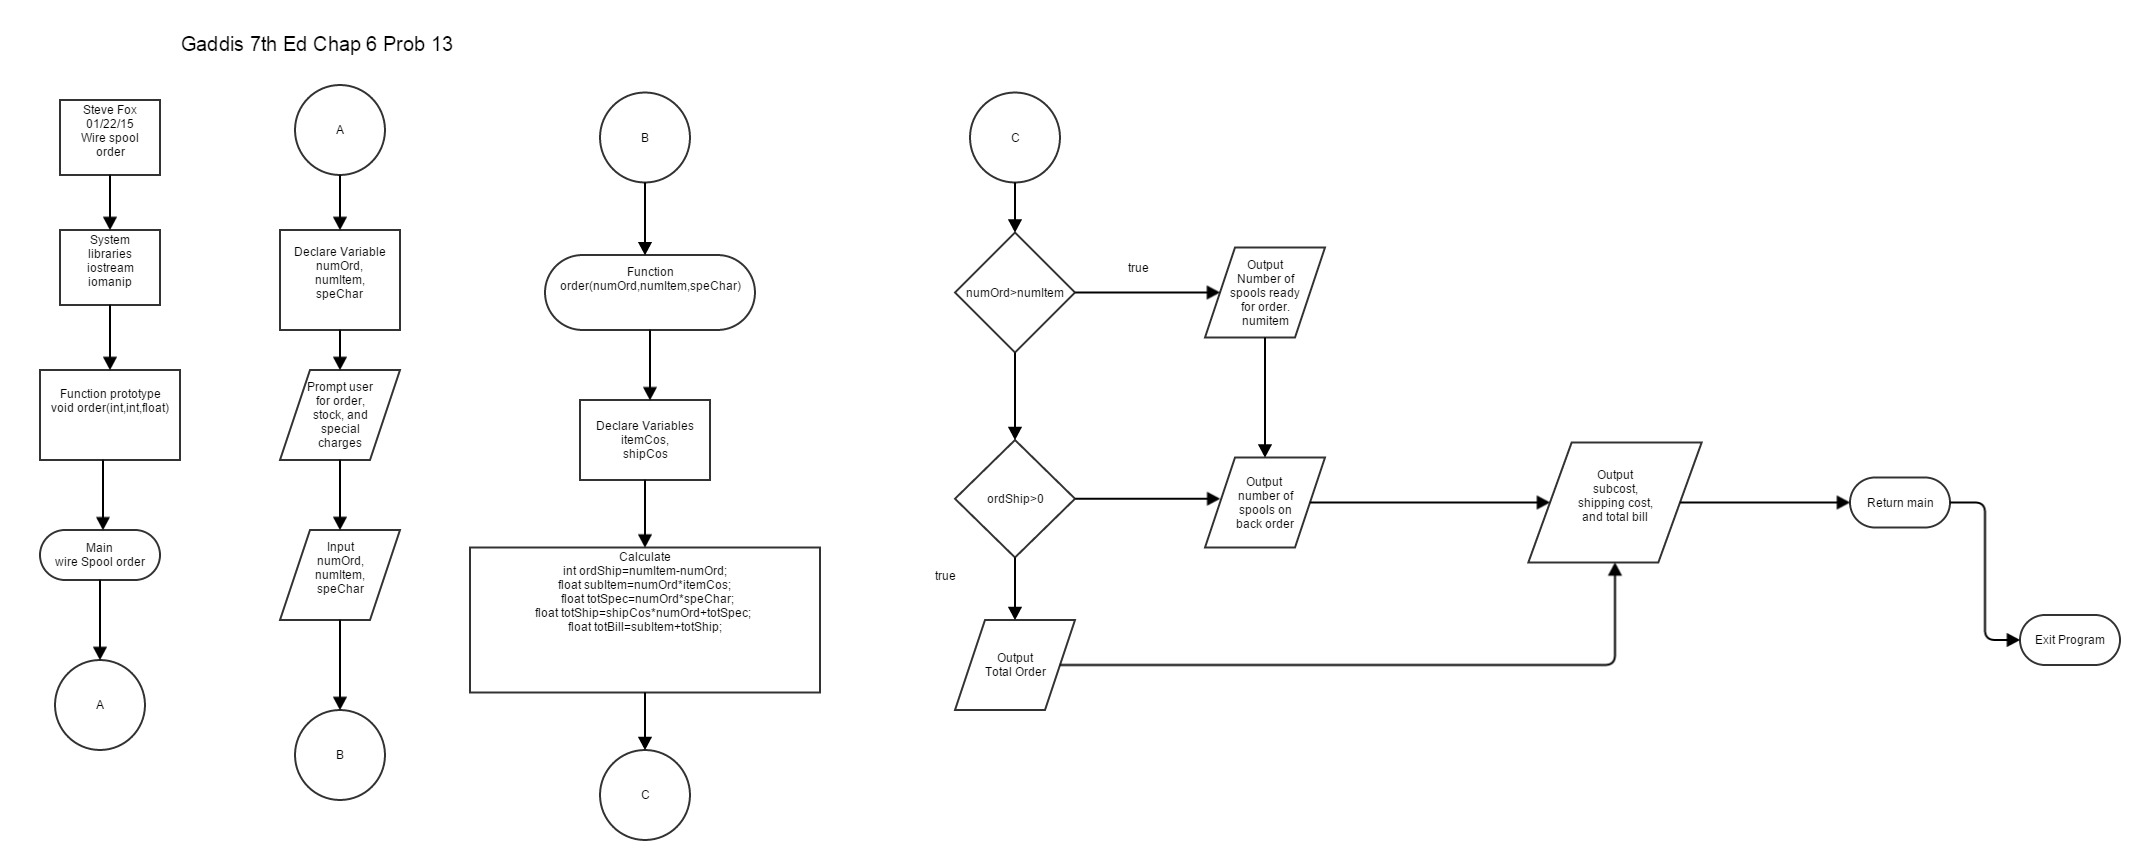 Gaddis 7th Ed Chap 6 Prob 13
Steve Fox
01/22/15
Wire spool
order
System
libraries
iostream
iomanip
Function prototype
void order(int,int,float)
Main
wire Spool order
A
A
Declare Variable
numOrd,
numItem,
speChar
Prompt user
for order,
stock, and
special
charges
Input
numOrd,
numItem,
speChar
B
B
Function
order(numOrd,numItem,speChar)
Declare Variables
itemCos,
shipCos
Calculate
int ordShip=numItem-numOrd;
float subItem=numOrd*itemCos;
float totSpec=numOrd*speChar;
float totShip=shipCos*numOrd+totSpec;
float totBill=subItem+totShip;
C
C
numOrd>numItem
true
Output
Number of
spools ready
for order.
numitem
ordShip>0
Output
number of
spools on
back order
true
Output
Total Order
Output
subcost,
shipping cost,
and total bill
Return main
Exit Program